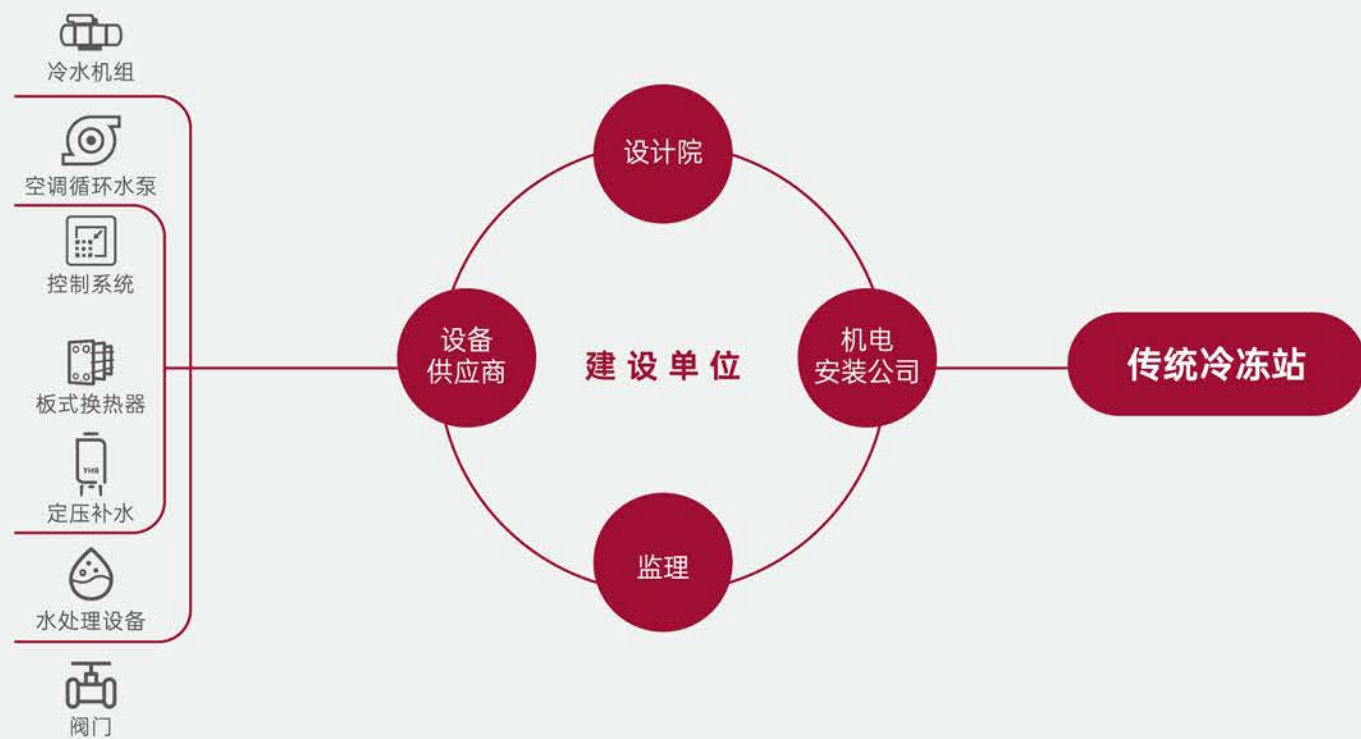 冷水机组
空调循环水泵
控制系统
板式换热器
YHB
定压补水
水处理设备
阀门
设计院
设备
供应商
建设单位
机电
安装公司
监理
传统冷冻站